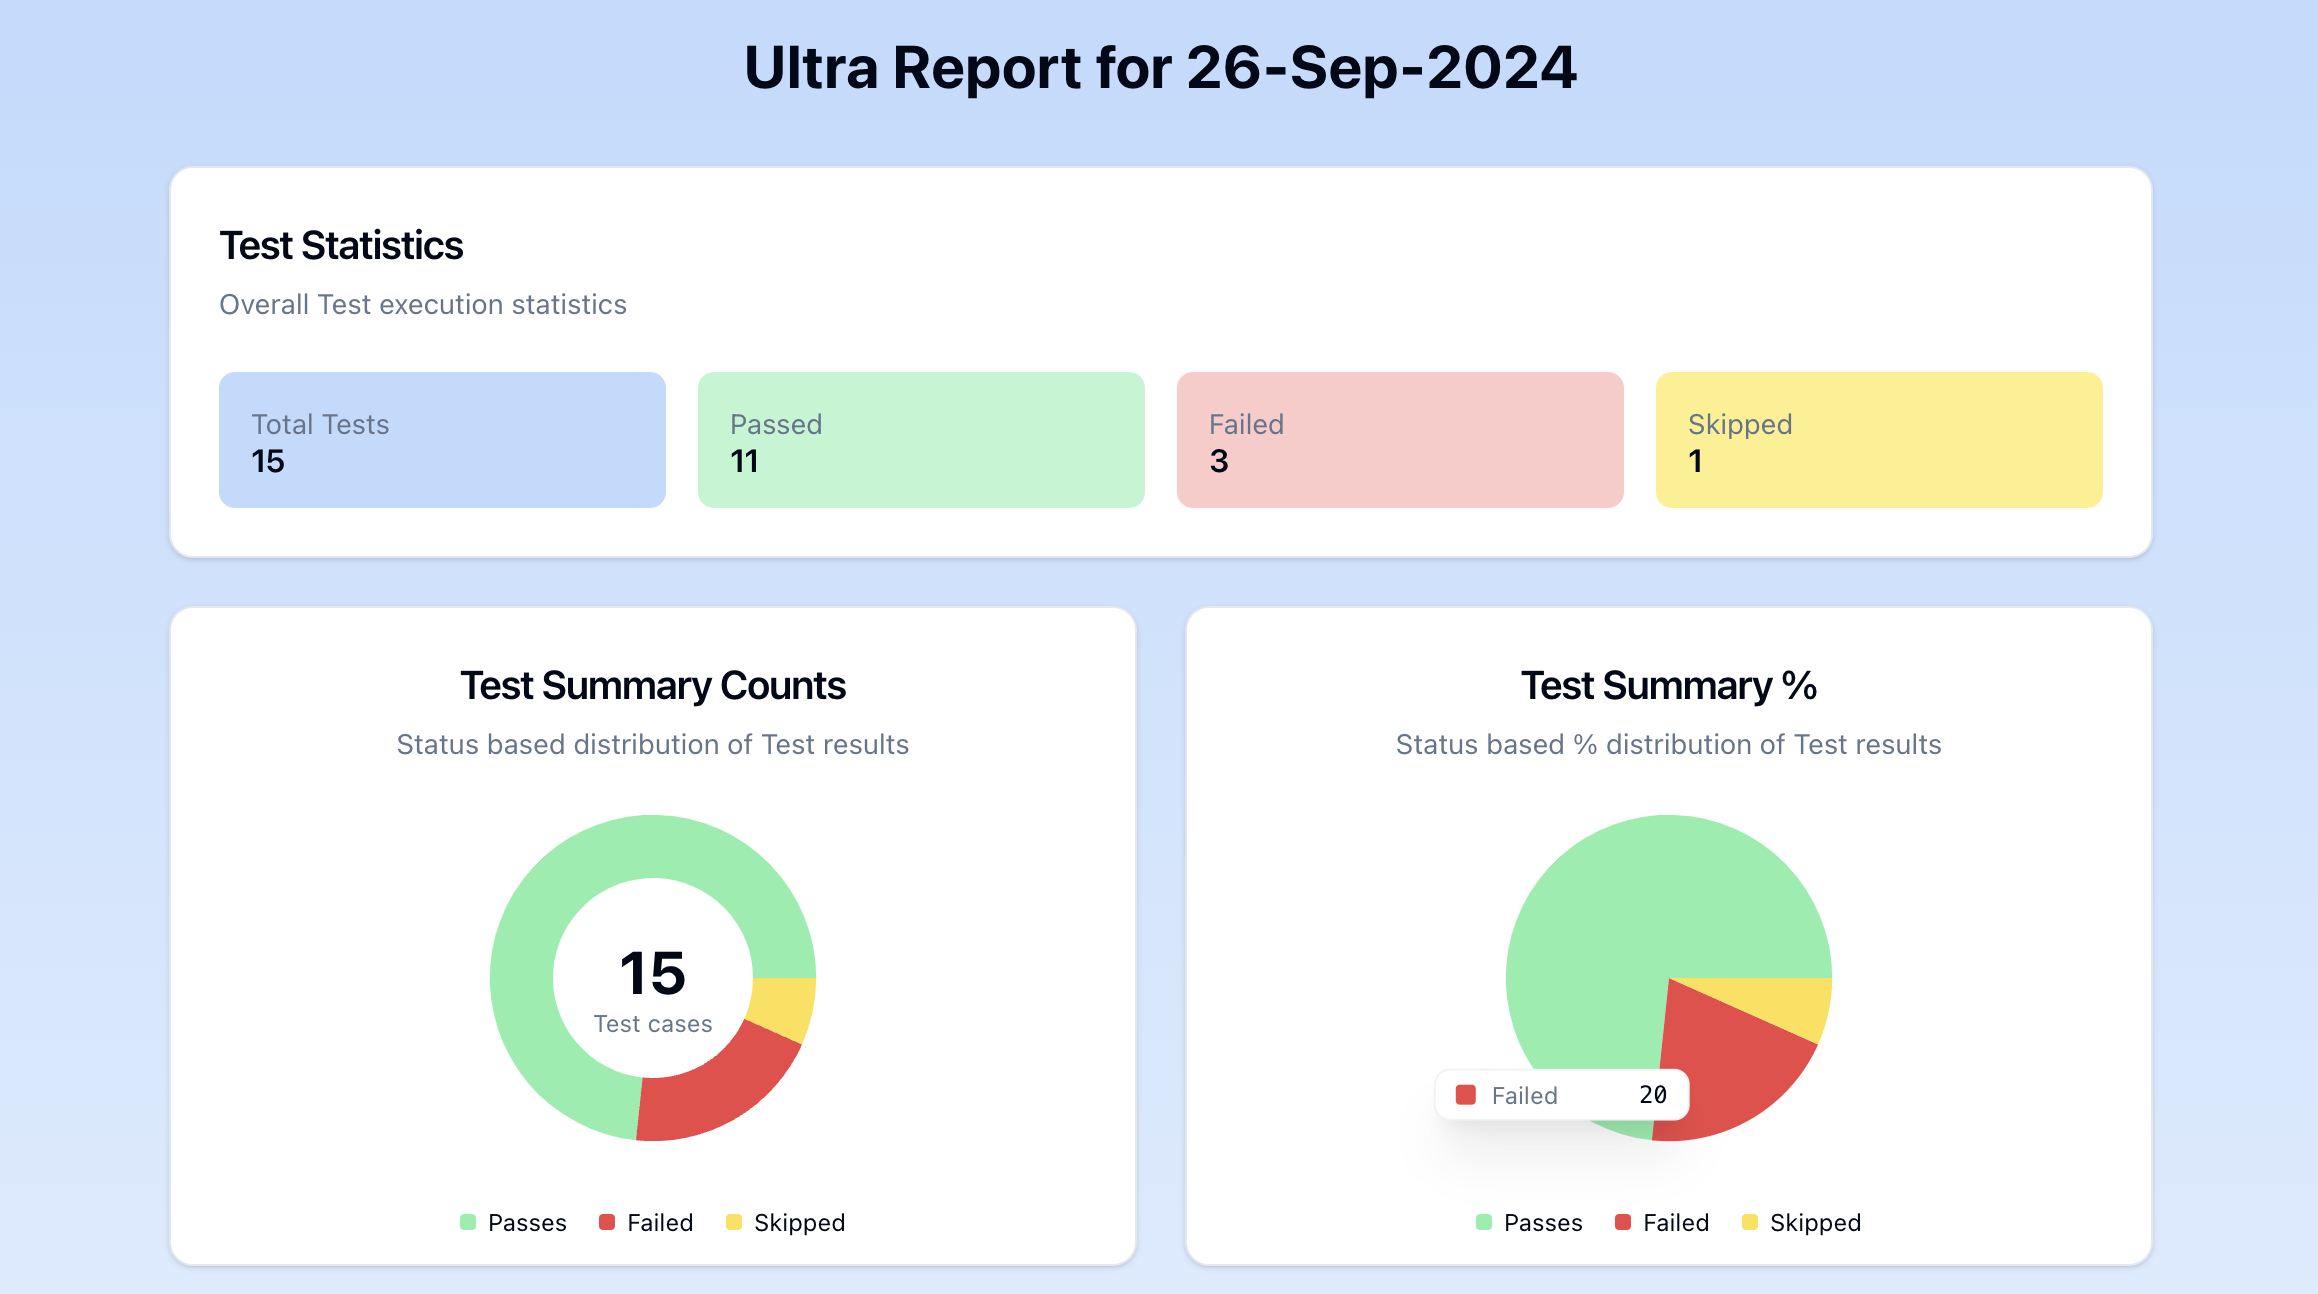 Ultra Report for 26-Sep-2024
Test Statistics
Overall Test execution statistics
Total Tests
15
Passed
11
Failed
3
Skipped
1
Test Summary Counts
Status based distribution of Test results
15
Test cases
Passes
Failed
Skipped
Test Summary %
Status based % distribution of Test results
Failed 20
Passes
Failed
Skipped